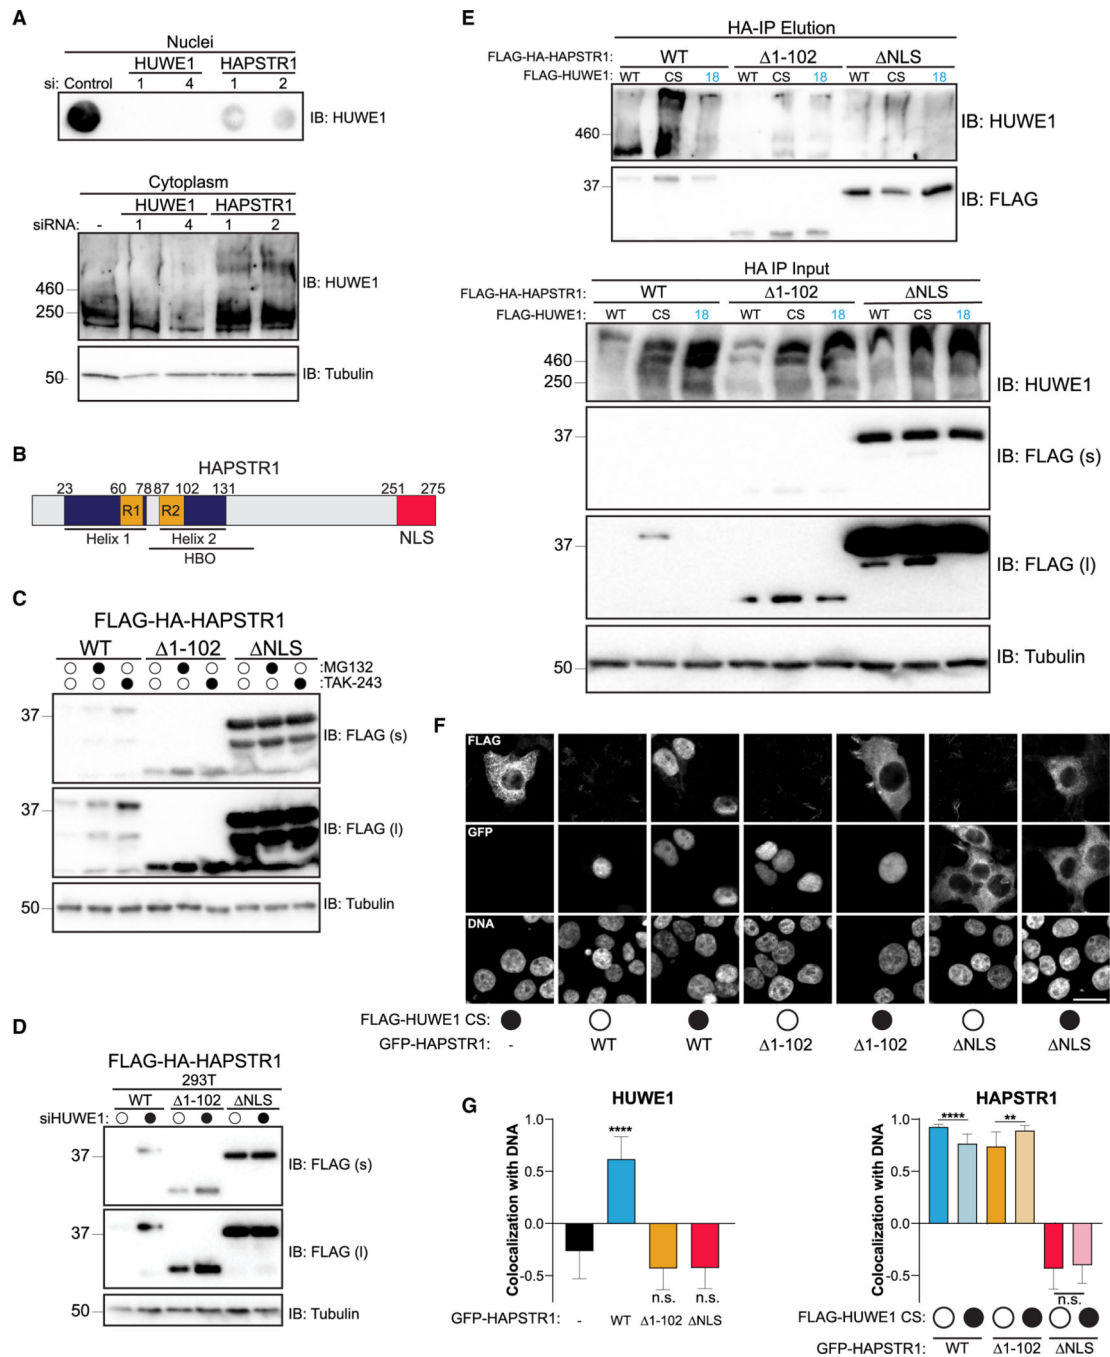 A
Nuclei
HUWE1 HAPSTR1
si: Control 1 4 1 2
IB: HUWE1
Cytoplasm
HUWE1 HAPSTR1
siRNA: - 1 4 1 2
460
250
IB: HUWE1
50
IB: Tubulin
B
HAPSTR1
23 60 78 87 102 131 251 275
R1 R2
Helix 1 Helix 2 NLS
HBO
C
FLAG-HA-HAPSTR1
WT Δ1-102 ΔNLS
:MG132
:TAK-243
37
IB: FLAG (s)
37
IB: FLAG (l)
50
IB: Tubulin
D
FLAG-HA-HAPSTR1
293T
WT Δ1-102 ΔNLS
siHUWE1:
37
IB: FLAG (s)
37
IB: FLAG (l)
50
IB: Tubulin
E
HA-IP Elution
FLAG-HA-HAPSTR1: WT Δ1-102 ΔNLS
FLAG-HUWE1: WT CS 18 WT CS 18 WT CS 18
460
IB: HUWE1
37
IB: FLAG
HA IP Input
FLAG-HA-HAPSTR1: WT Δ1-102 ΔNLS
FLAG-HUWE1: WT CS 18 WT CS 18 WT CS 18
460
250
IB: HUWE1
37
IB: FLAG (s)
37
IB: FLAG (l)
50
IB: Tubulin
F
FLAG
GFP
DNA
FLAG-HUWE1 CS:
GFP-HAPSTR1: - WT WT Δ1-102 Δ1-102 ΔNLS ΔNLS
G
HUWE1
Colocalization with DNA
1.0
0.5
0.0
-0.5
****
n.s. n.s.
GFP-HAPSTR1: - WT Δ1-102 ΔNLS
HAPSTR1
Colocalization with DNA
1.0
0.5
0.0
-0.5
**** **
n.s.
FLAG-HUWE1 CS:
GFP-HAPSTR1: WT Δ1-102 ΔNLS